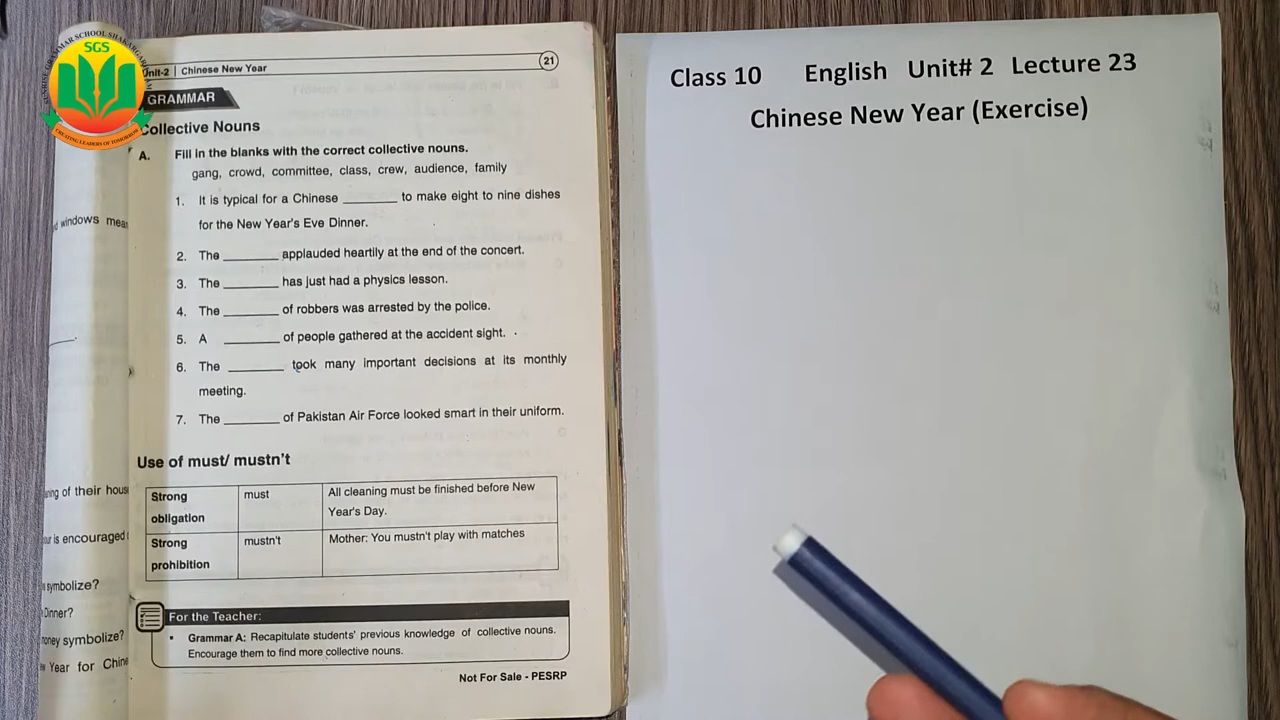 SUNRISE GRAMMAR SCHOOL SHAKARGARH
SGS
CREATING LEADERS OF TOMORROW
Unit-2 | Chinese New Year
21
GRAMMAR
Collective Nouns
A. Fill in the blanks with the correct collective nouns.
gang, crowd, committee, class, crew, audience, family
1. It is typical for a Chinese ________ to make eight to nine dishes
for the New Year's Eve Dinner.
2. The ________ applauded heartily at the end of the concert.
3. The ________ has just had a physics lesson.
4. The ________ of robbers was arrested by the police.
5. A ________ of people gathered at the accident sight.
6. The ________ took many important decisions at its monthly
meeting.
7. The ________ of Pakistan Air Force looked smart in their uniform.
Use of must/ mustn't
Strong obligation
must
All cleaning must be finished before New
Year's Day.
Strong prohibition
mustn't
Mother: You mustn't play with matches
For the Teacher:
▪ Grammar A: Recapitulate students' previous knowledge of collective nouns.
Encourage them to find more collective nouns.
Not For Sale - PESRP
windows
of their
is encouraged
symbolize?
Dinner?
symbolize?
Year for
Class 10 English Unit# 2 Lecture 23
Chinese New Year (Exercise)